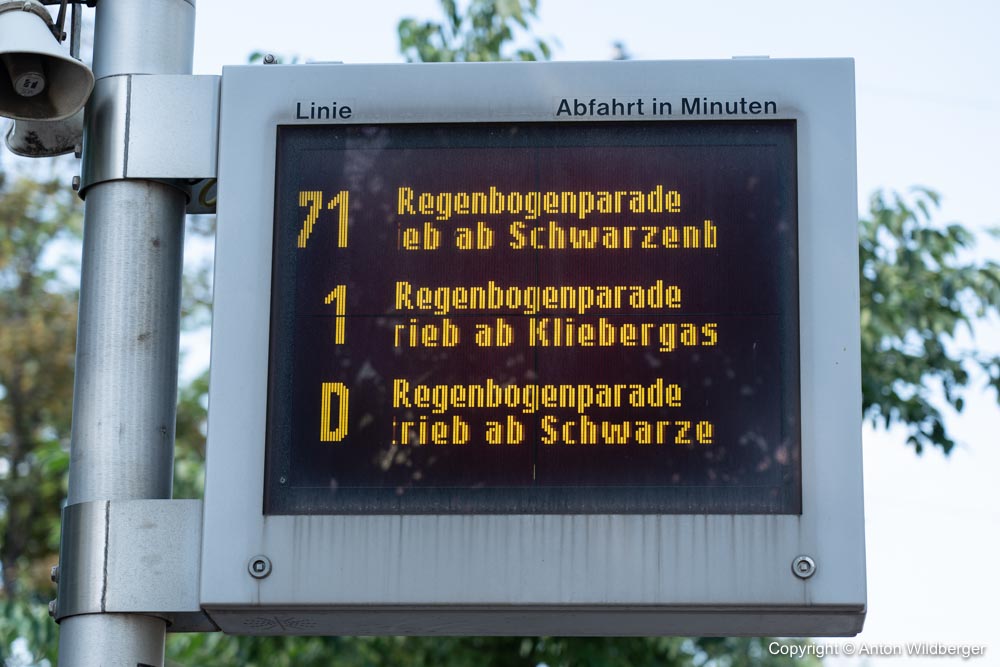 Linie
Abfahrt in Minuten
71 Regenbogenparade
ieb ab Schwarzenb
1 Regenbogenparade
rieb ab Kliebergas
D Regenbogenparade
rieb ab Schwarze
Copyright © Anton Wildberger